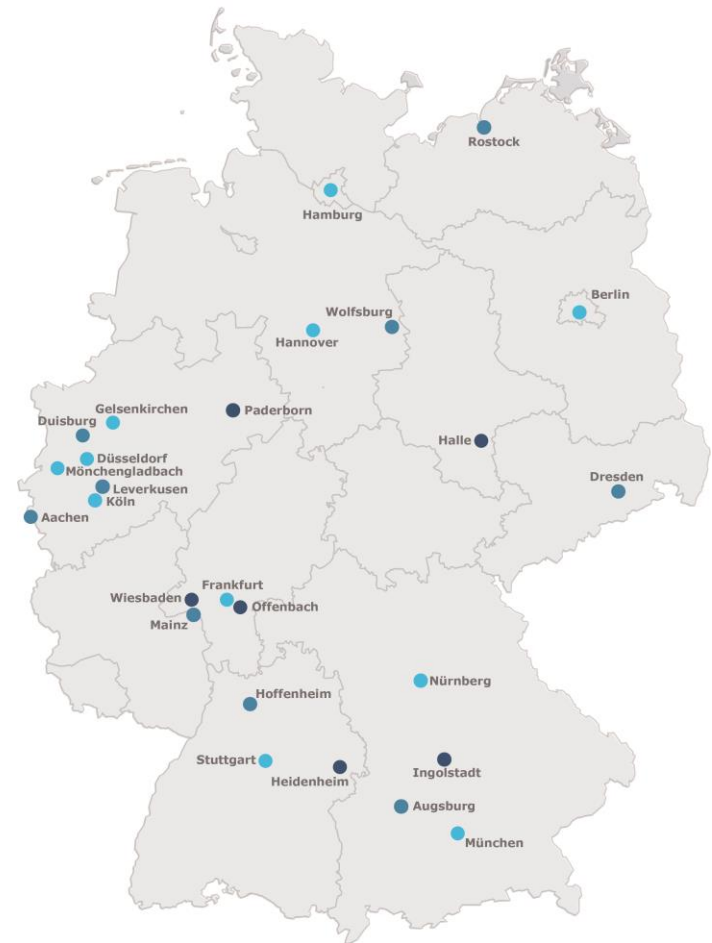 Rostock
Hamburg
Berlin
Wolfsburg
Hannover
Gelsenkirchen
Paderborn
Duisburg
Halle
Düsseldorf
Mönchengladbach
Dresden
Leverkusen
Köln
Aachen
Frankfurt
Wiesbaden
Offenbach
Mainz
Nürnberg
Hoffenheim
Stuttgart
Ingolstadt
Heidenheim
Augsburg
München